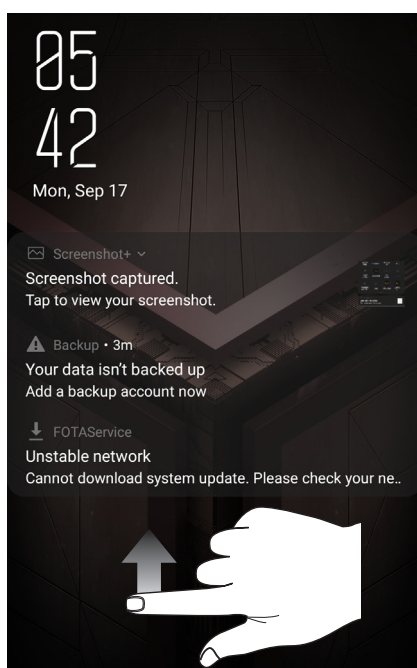 05
42
Mon, Sep 17
Screenshot+
Screenshot captured.
Tap to view your screenshot.
Backup • 3m
Your data isn't backed up
Add a backup account now
FOTAService
Unstable network
Cannot download system update. Please check your ne..